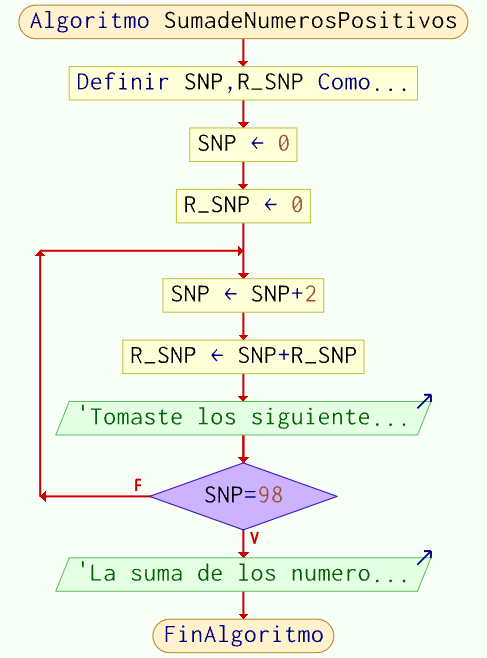 Algoritmo SumadeNumerosPositivos
Definir SNP,R_SNP Como...
SNP ← 0
R_SNP ← 0
SNP ← SNP+2
R_SNP ← SNP+R_SNP
'Tomaste los siguiente...
F
SNP=98
V
'La suma de los numero...
FinAlgoritmo